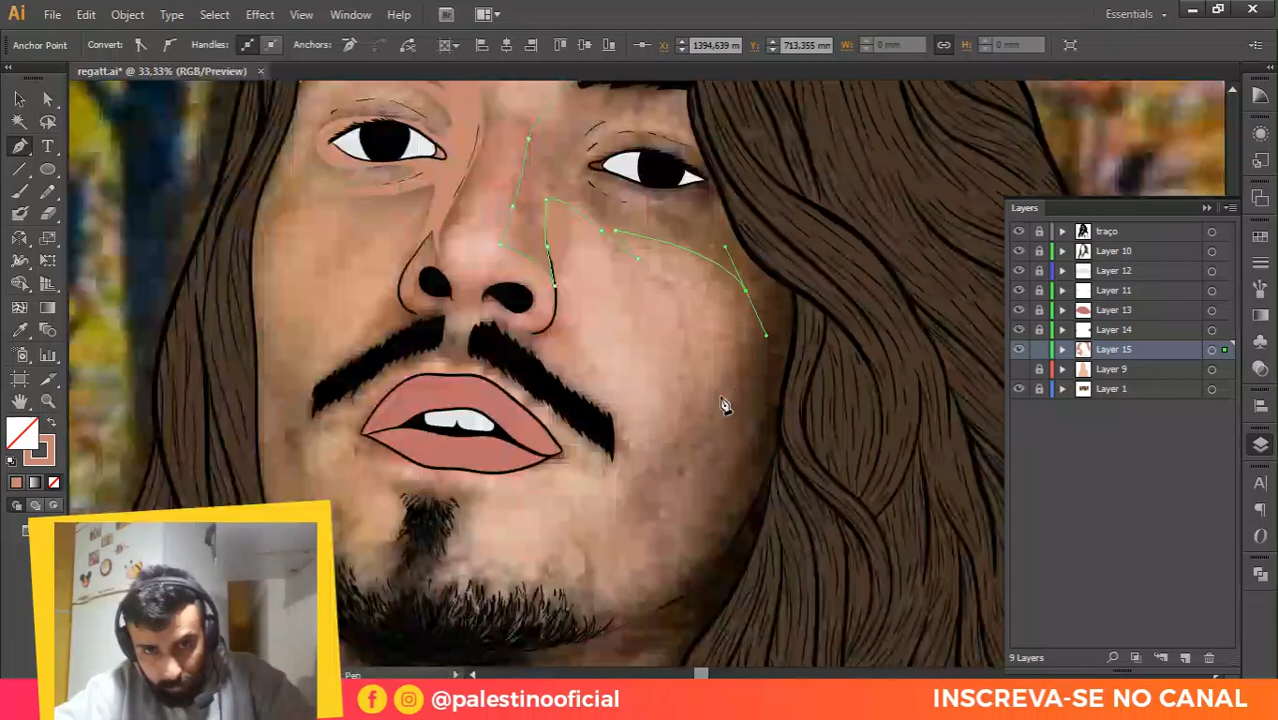 Ai File Edit Object Type Select Effect View Window Help Br Essentials
Anchor Point Convert: Handles: Anchors: X: 1394,639 m Y: 713,355 mm W: 0 mm H: 0 mm
regatt.ai* @ 33,33% (RGB/Preview)
Layers
traço
Layer 10
Layer 12
Layer 11
Layer 13
Layer 14
Layer 15
Layer 9
Layer 1
9 Layers
Pen
@palestinooficial
INSCREVA-SE NO CANAL